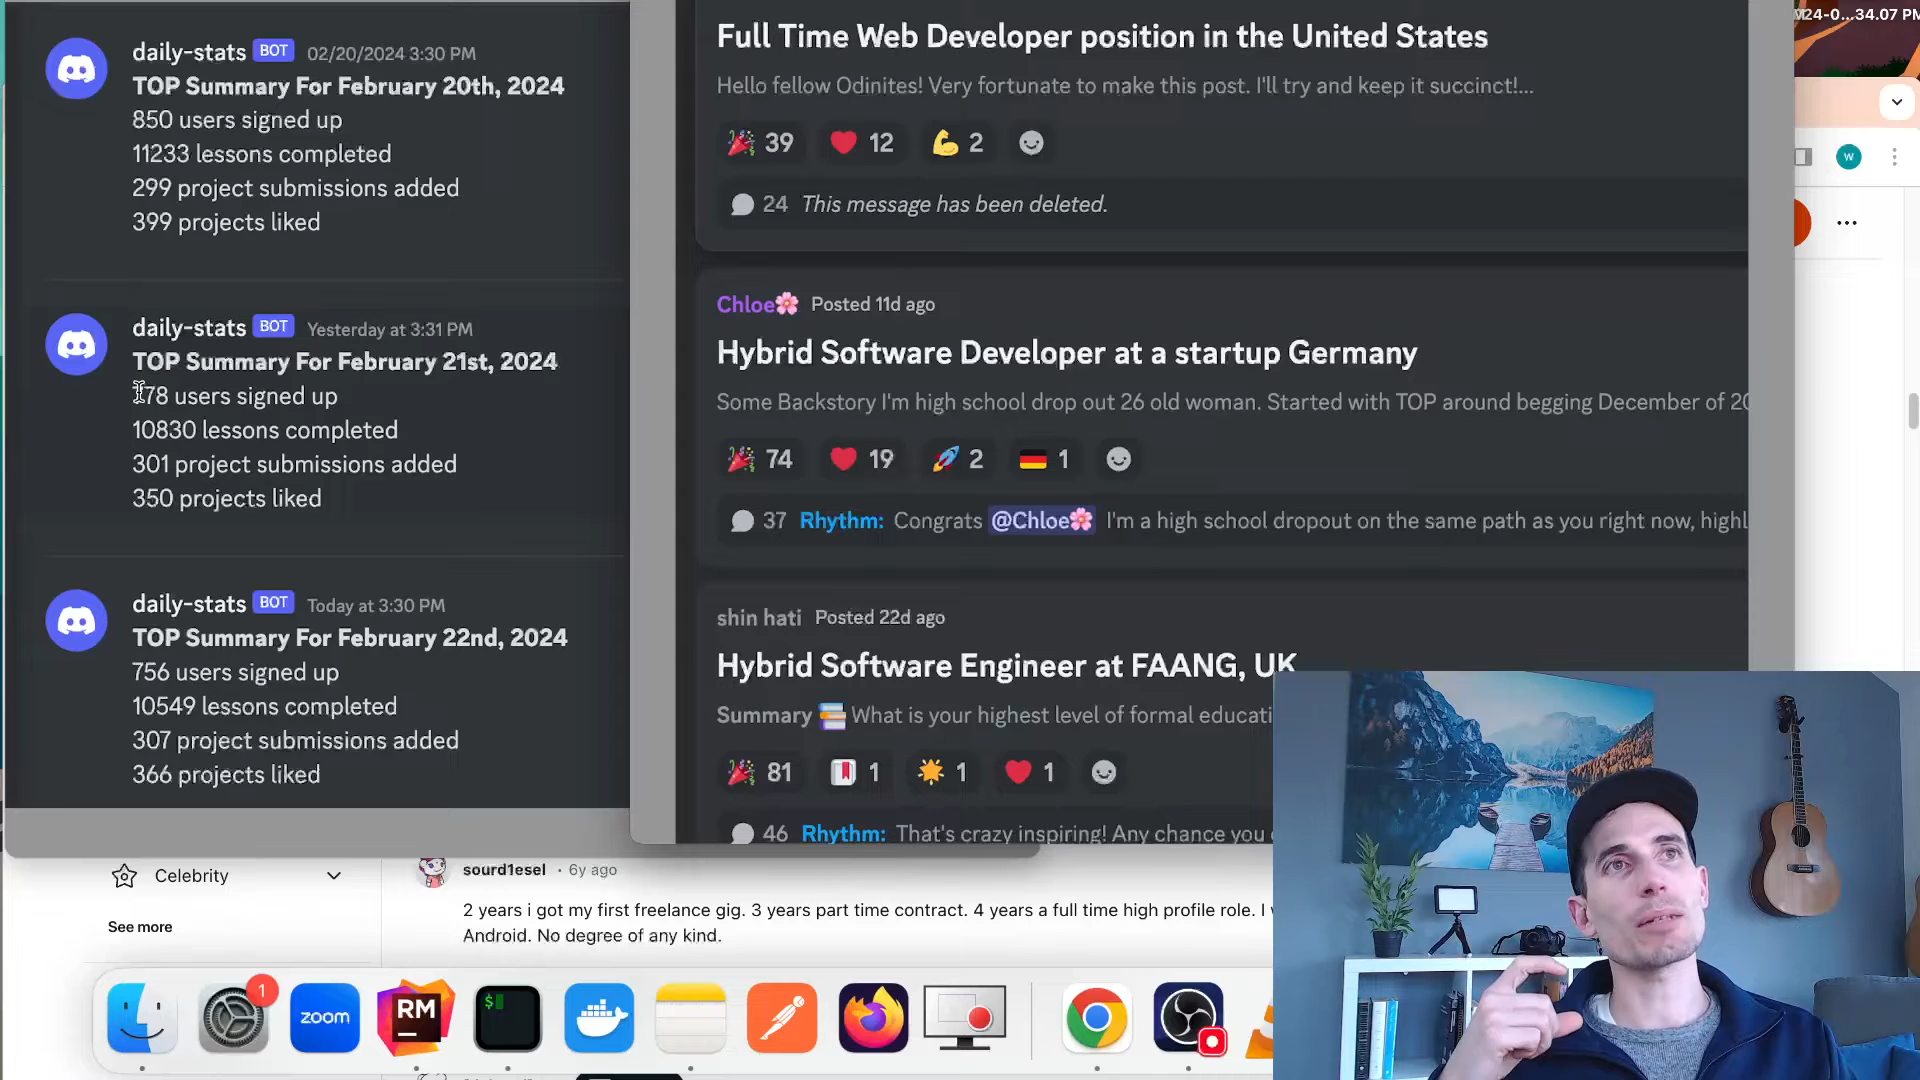 daily-stats BOT 02/20/2024 3:30 PM
TOP Summary For February 20th, 2024
850 users signed up
11233 lessons completed
299 project submissions added
399 projects liked
daily-stats BOT Yesterday at 3:31 PM
TOP Summary For February 21st, 2024
78 users signed up
10830 lessons completed
301 project submissions added
350 projects liked
daily-stats BOT Today at 3:30 PM
TOP Summary For February 22nd, 2024
756 users signed up
10549 lessons completed
307 project submissions added
366 projects liked
Full Time Web Developer position in the United States
Hello fellow Odinites! Very fortunate to make this post. I'll try and keep it succinct!...
39 12 2
24 This message has been deleted.
Chloe🌸 Posted 11d ago
Hybrid Software Developer at a startup Germany
Some Backstory I'm high school drop out 26 old woman. Started with TOP around begging December of 20
74 19 2 1
37 Rhythm: Congrats @Chloe🌸 I'm a high school dropout on the same path as you right now, highl
shin hati Posted 22d ago
Hybrid Software Engineer at FAANG, UK
Summary 📚 What is your highest level of formal educati
81 1 1 1
46 Rhythm: That's crazy inspiring! Any chance you
24-0...34.07 PM
W
Celebrity
See more
sourd1esel • 6y ago
2 years i got my first freelance gig. 3 years part time contract. 4 years a full time high profile role. I
Android. No degree of any kind.
1
zoom
RM
$